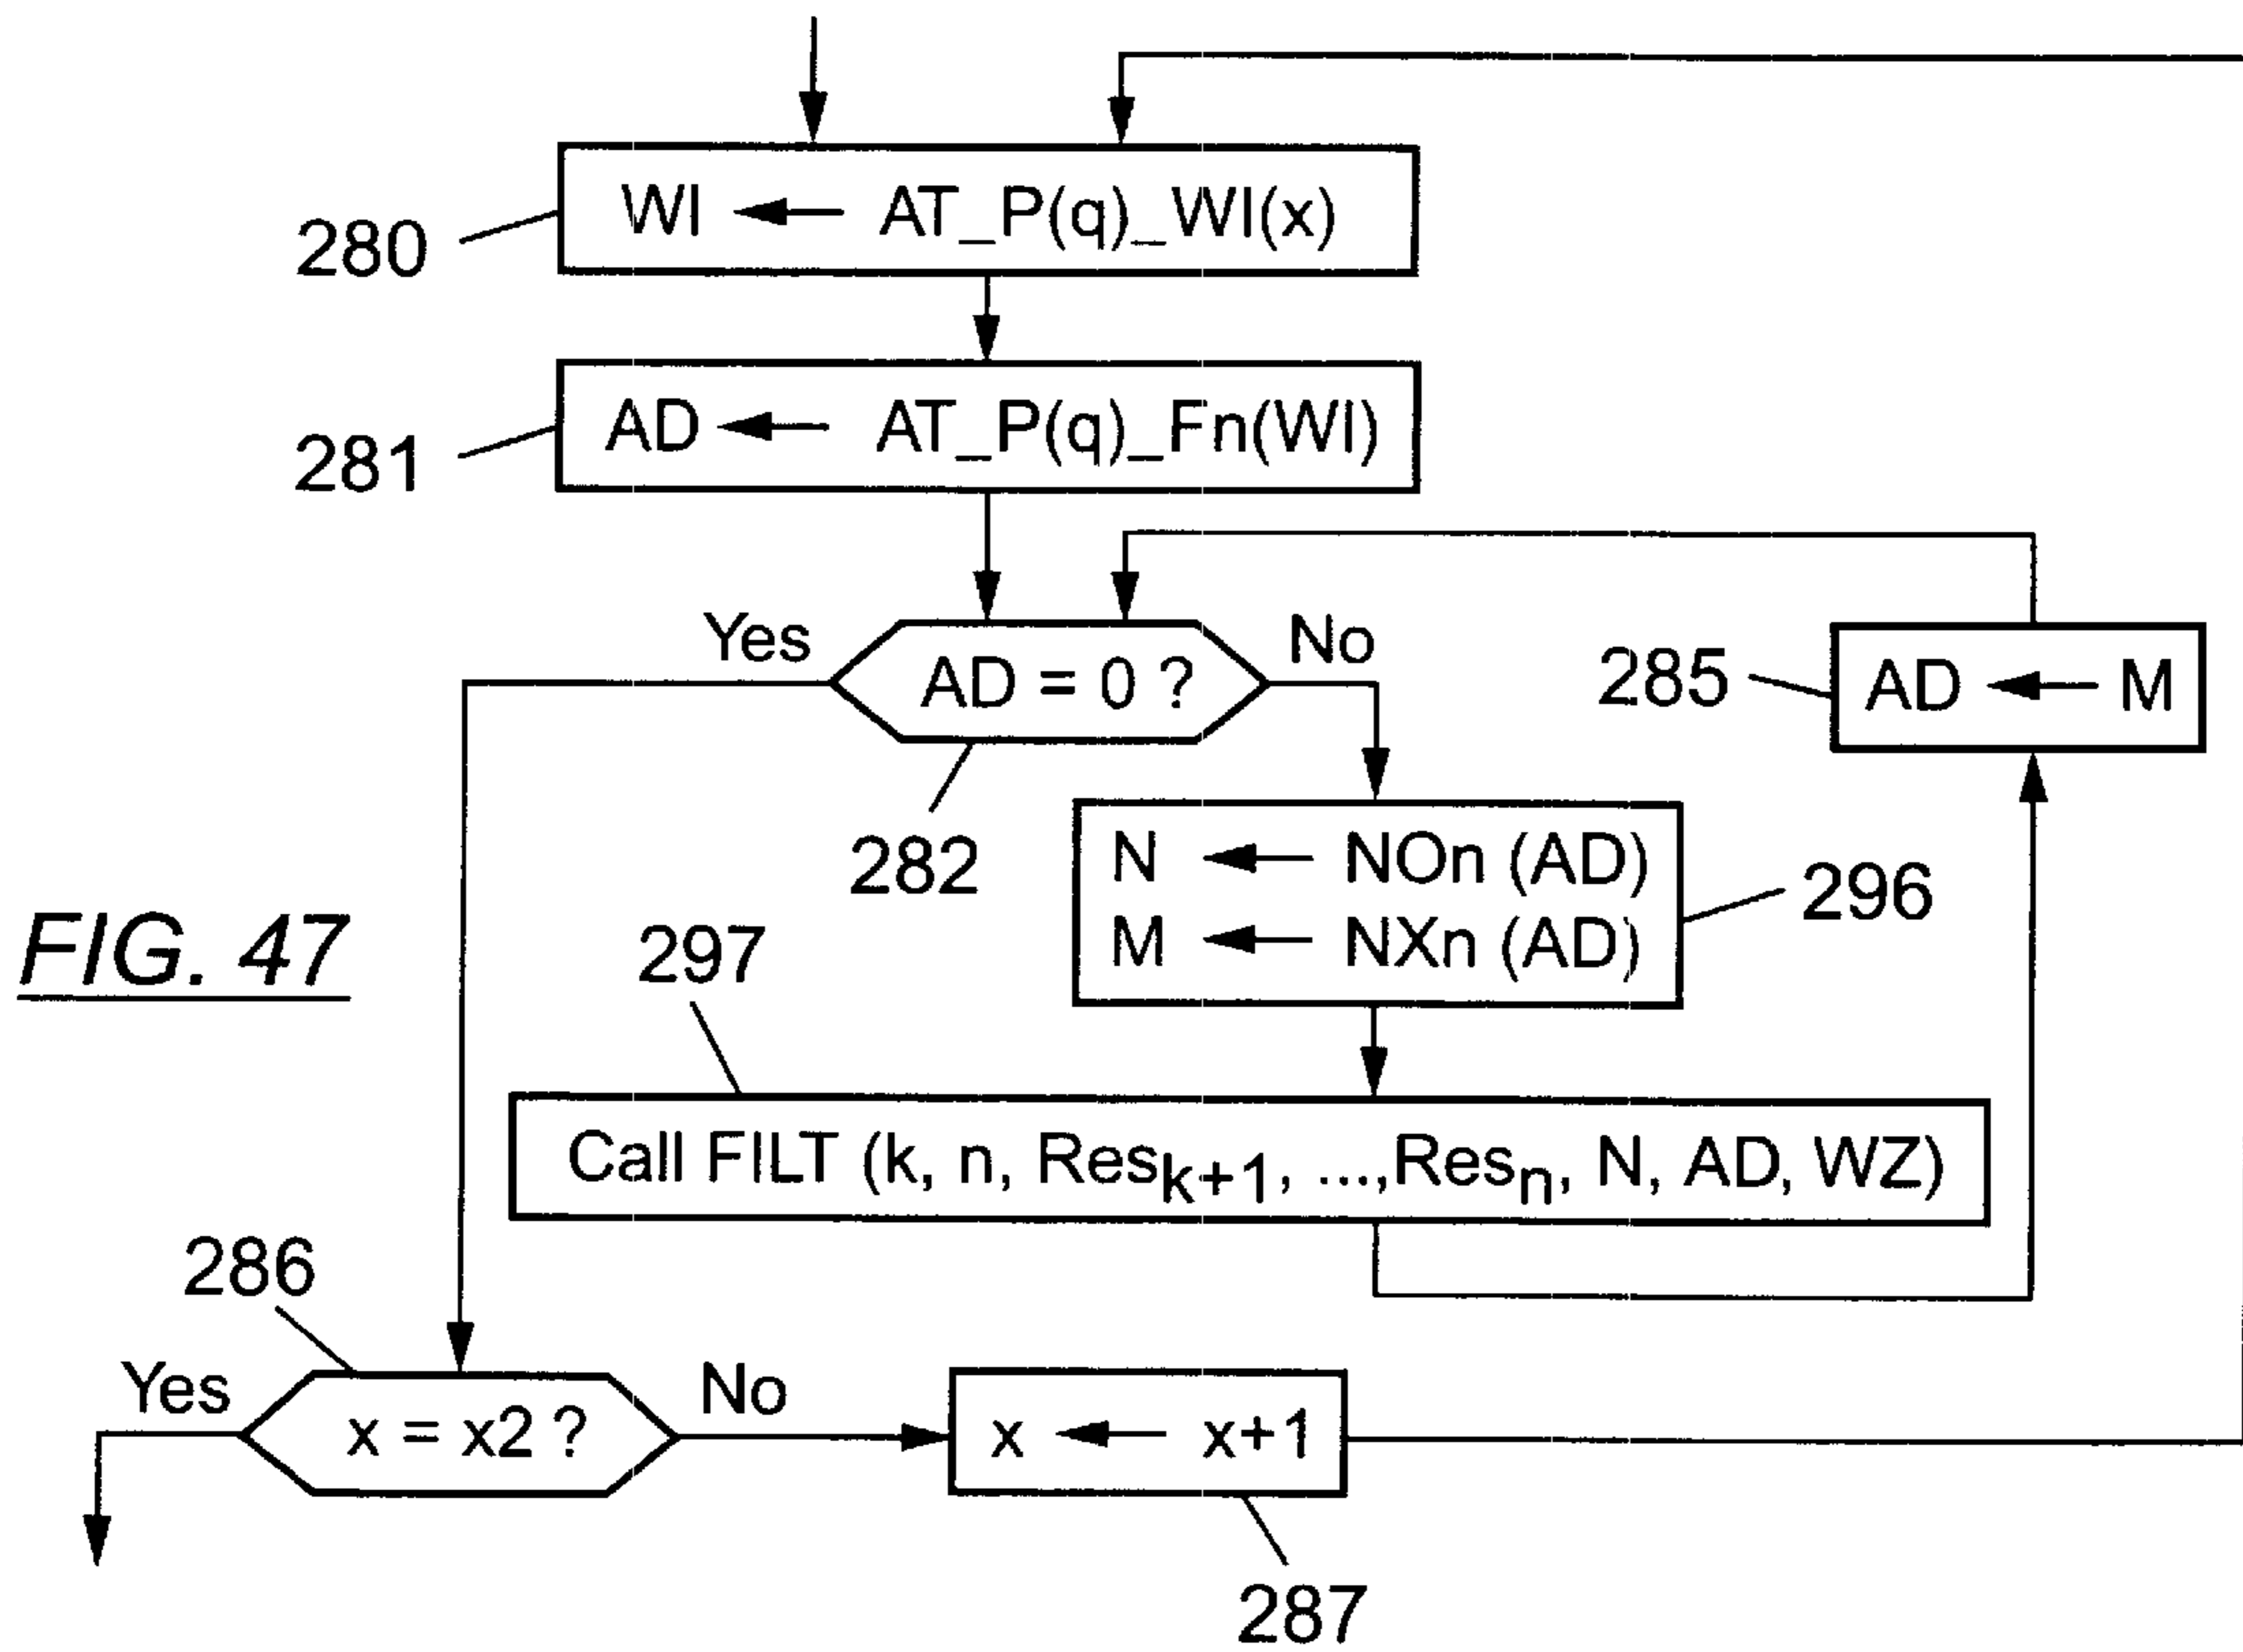 WI ← AT_P(q)_WI(x)
280
AD ← AT_P(q)_Fn(WI)
281
Yes
No
AD = 0 ?
285
AD ← M
282
N ← NOn (AD)
M ← NXn (AD)
296
FIG. 47
297
Call FILT (k, n, Resk+1, ...,Resn, N, AD, WZ)
286
Yes
No
x = x2 ?
x ← x+1
287